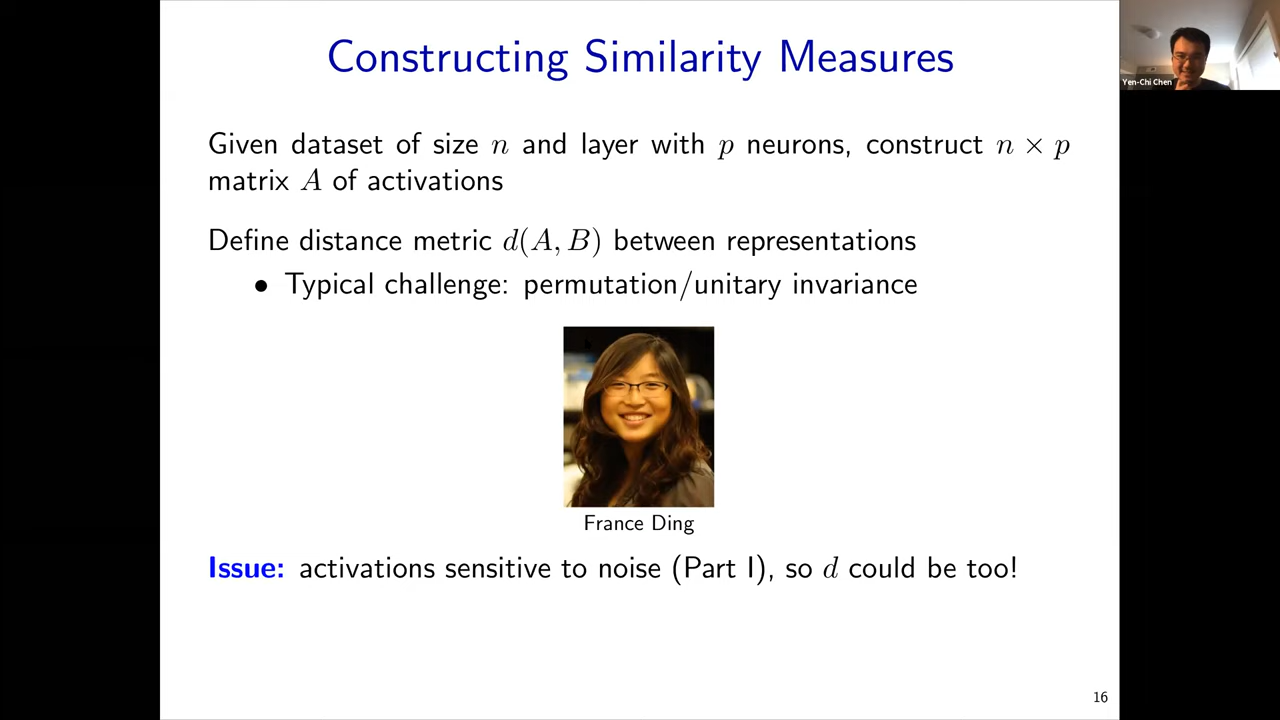 Constructing Similarity Measures
Yen-Chi Chen
Given dataset of size n and layer with p neurons, construct n × p
matrix A of activations
Define distance metric d(A, B) between representations
• Typical challenge: permutation/unitary invariance
France Ding
Issue: activations sensitive to noise (Part I), so d could be too!
16